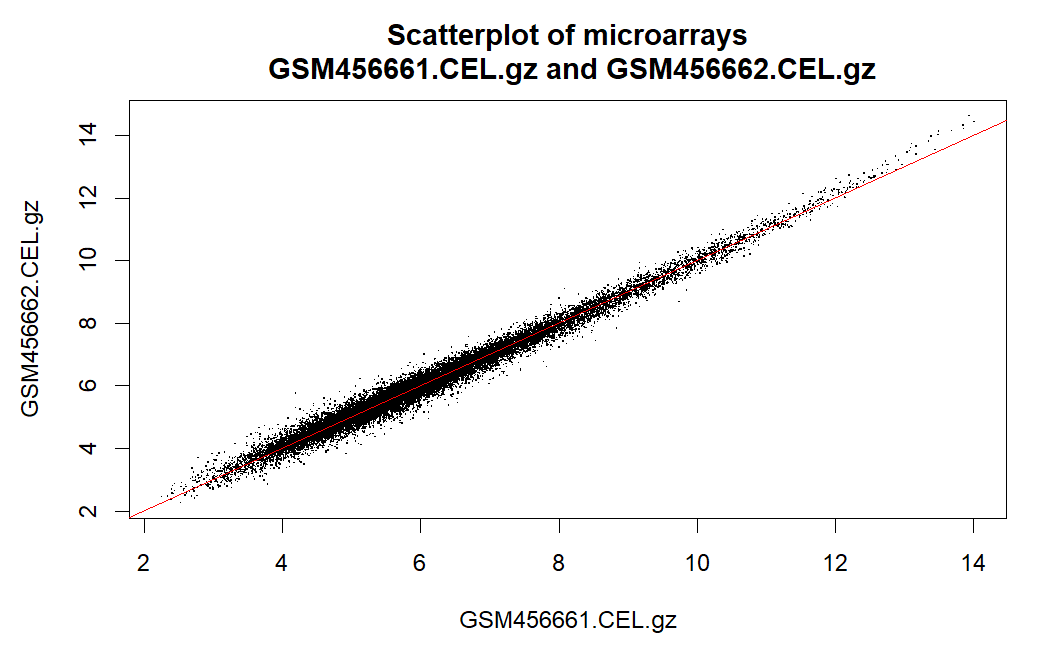 Scatterplot of microarrays
GSM456661.CEL.gz and GSM456662.CEL.gz
GSM456662.CEL.gz
14
12
10
8
6
4
2
2 4 6 8 10 12 14
GSM456661.CEL.gz